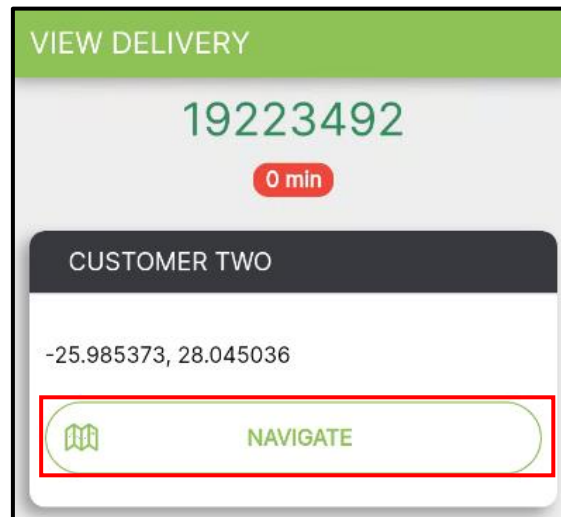 VIEW DELIVERY
19223492
0 min
CUSTOMER TWO
-25.985373, 28.045036
NAVIGATE